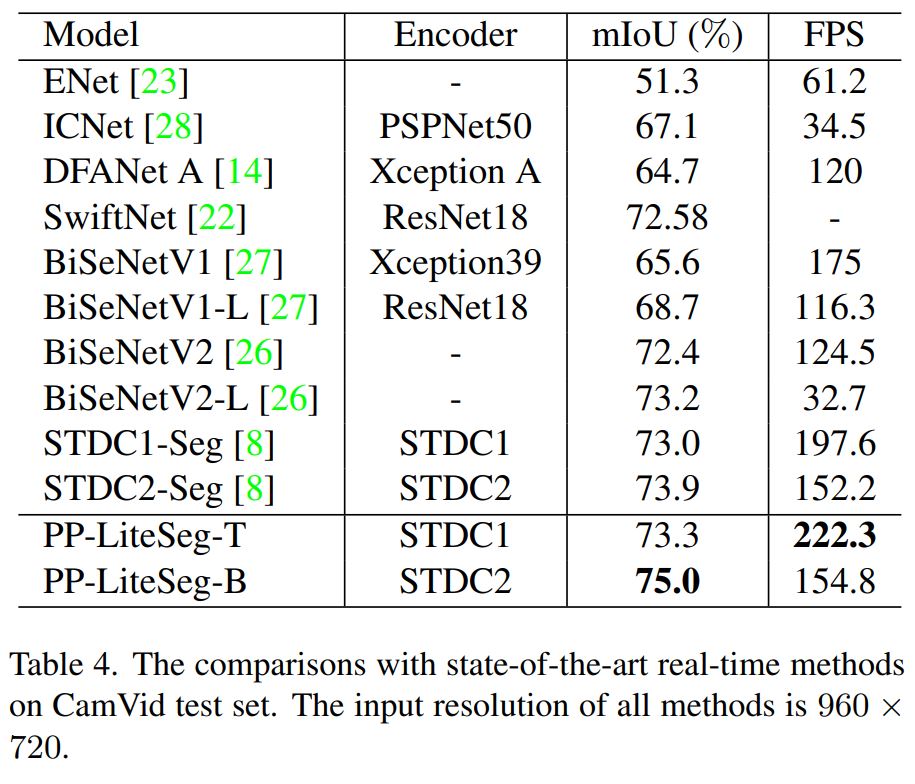 Model Encoder mIoU (%) FPS
ENet [23] - 51.3 61.2
ICNet [28] PSPNet50 67.1 34.5
DFANet A [14] Xception A 64.7 120
SwiftNet [22] ResNet18 72.58 -
BiSeNetV1 [27] Xception39 65.6 175
BiSeNetV1-L [27] ResNet18 68.7 116.3
BiSeNetV2 [26] - 72.4 124.5
BiSeNetV2-L [26] - 73.2 32.7
STDC1-Seg [8] STDC1 73.0 197.6
STDC2-Seg [8] STDC2 73.9 152.2
PP-LiteSeg-T STDC1 73.3 222.3
PP-LiteSeg-B STDC2 75.0 154.8
Table 4. The comparisons with state-of-the-art real-time methods
on CamVid test set. The input resolution of all methods is 960 ×
720.